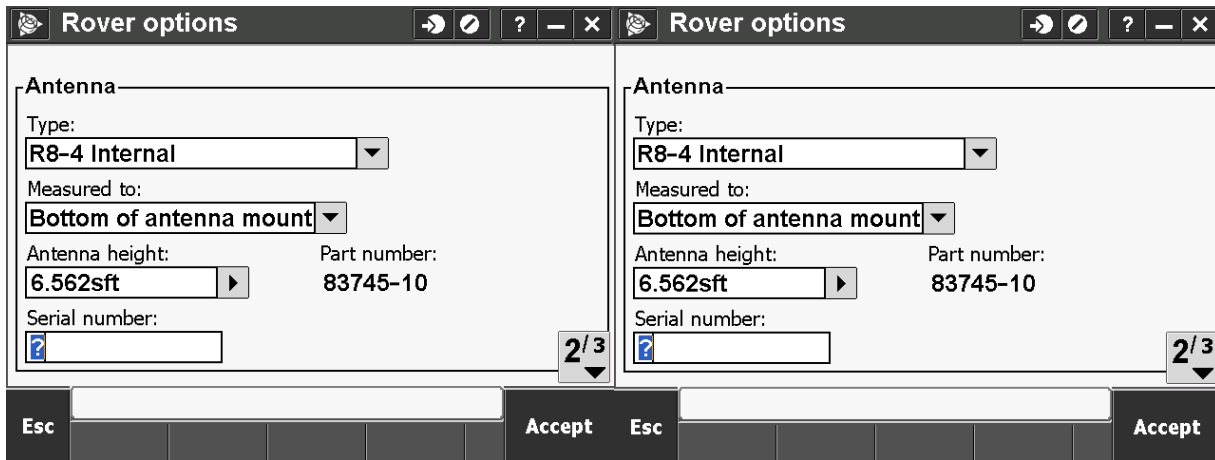 Rover options ? – ×
Antenna
Type:
R8-4 Internal
Measured to:
Bottom of antenna mount
Antenna height: Part number:
6.562sft 83745-10
Serial number:
?
2/3
Esc Accept
Rover options ? – ×
Antenna
Type:
R8-4 Internal
Measured to:
Bottom of antenna mount
Antenna height: Part number:
6.562sft 83745-10
Serial number:
?
2/3
Esc Accept